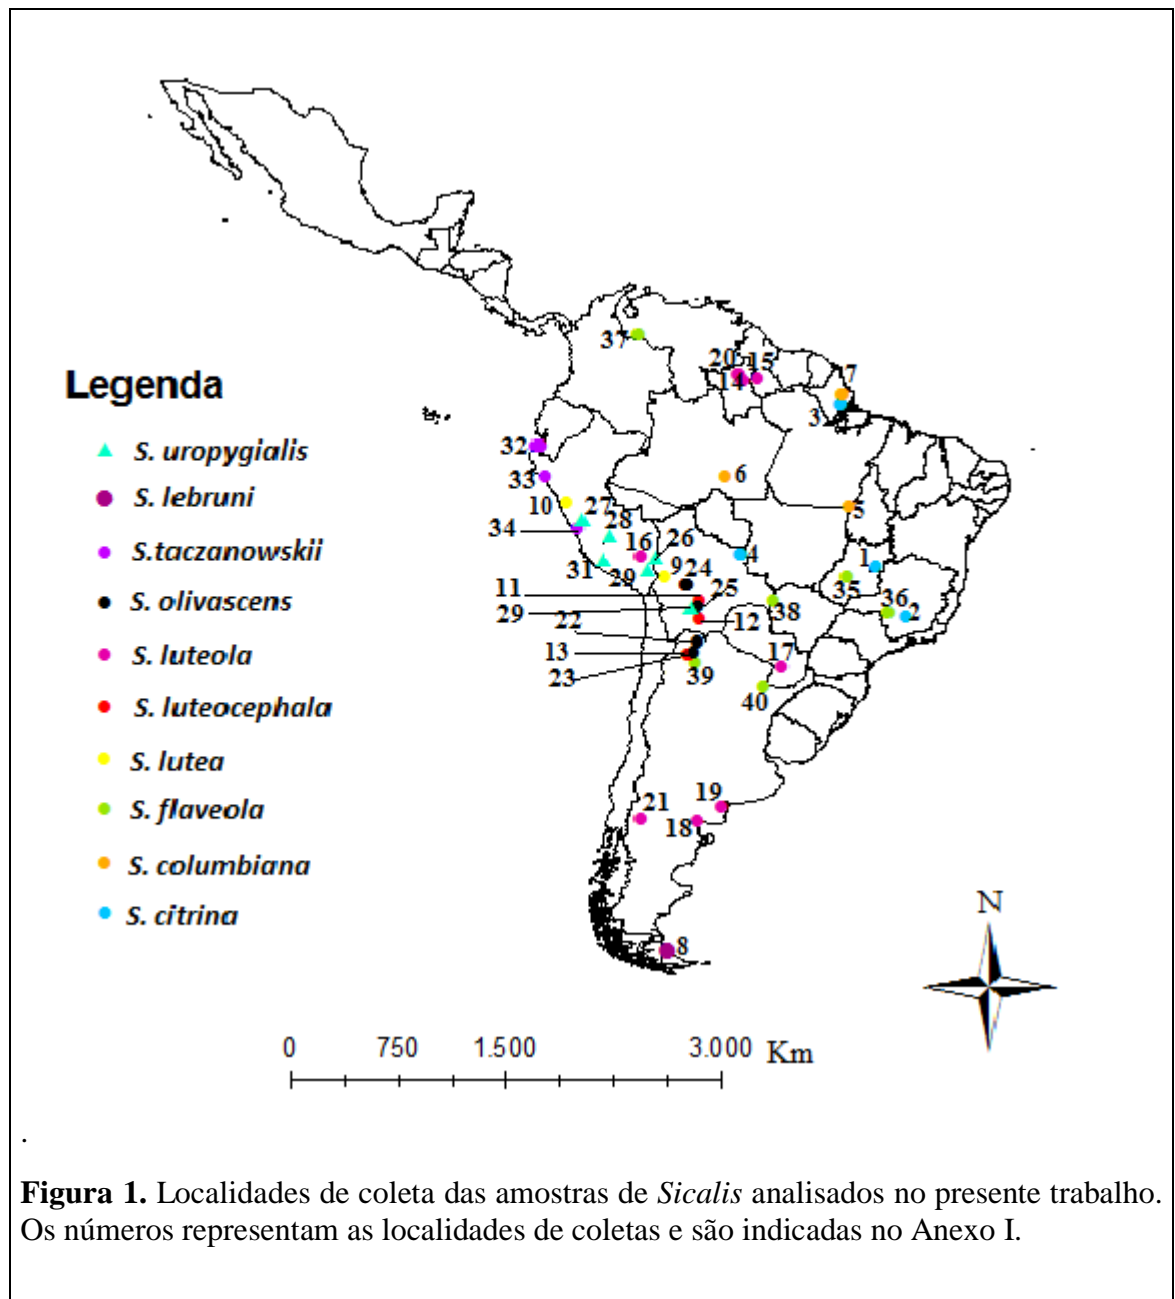 37
20
15
14
7
3
Legenda
32
S. uropygialis
6
33
S. lebruni
10
27
5
34
28
S.taczanowskii
16
26
4
1
31
29
9
24
35
11
25
S. olivascens
29
38
36
2
22
12
13
17
S. luteola
23
39
40
S. luteocephala
S. lutea
21
19
S. flaveola
18
S. columbiana
S. citrina
N
8
0 750 1.500 3.000 Km
.
Figura 1. Localidades de coleta das amostras de Sicalis analisados no presente trabalho.
Os números representam as localidades de coletas e são indicadas no Anexo I.